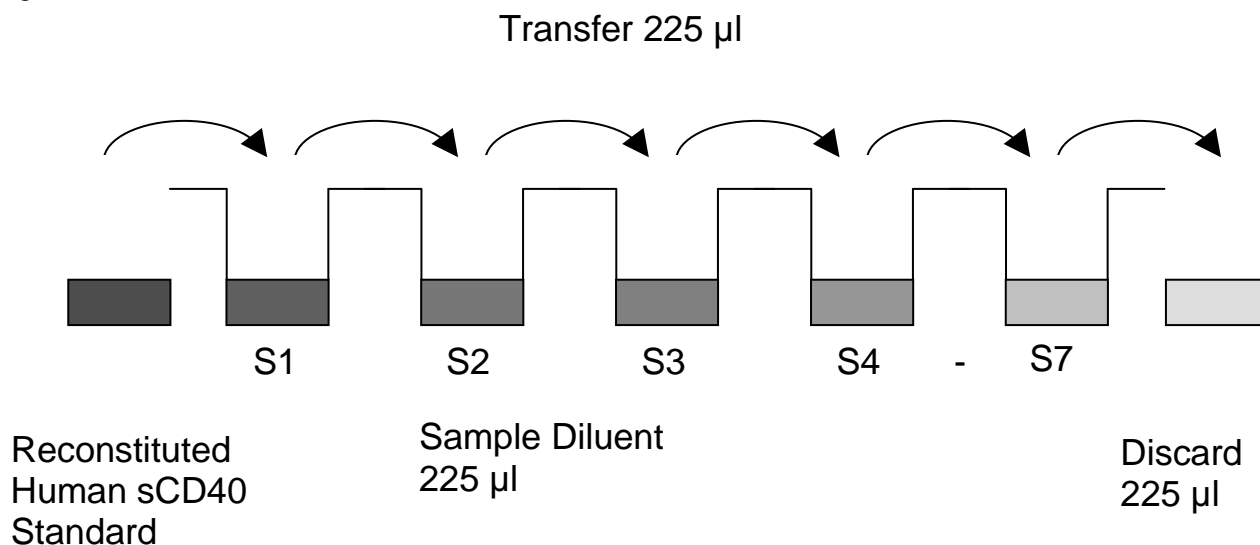 Transfer 225 µl
S1 S2 S3 S4 - S7
Reconstituted
Human sCD40
Standard
Sample Diluent
225 µl
Discard
225 µl